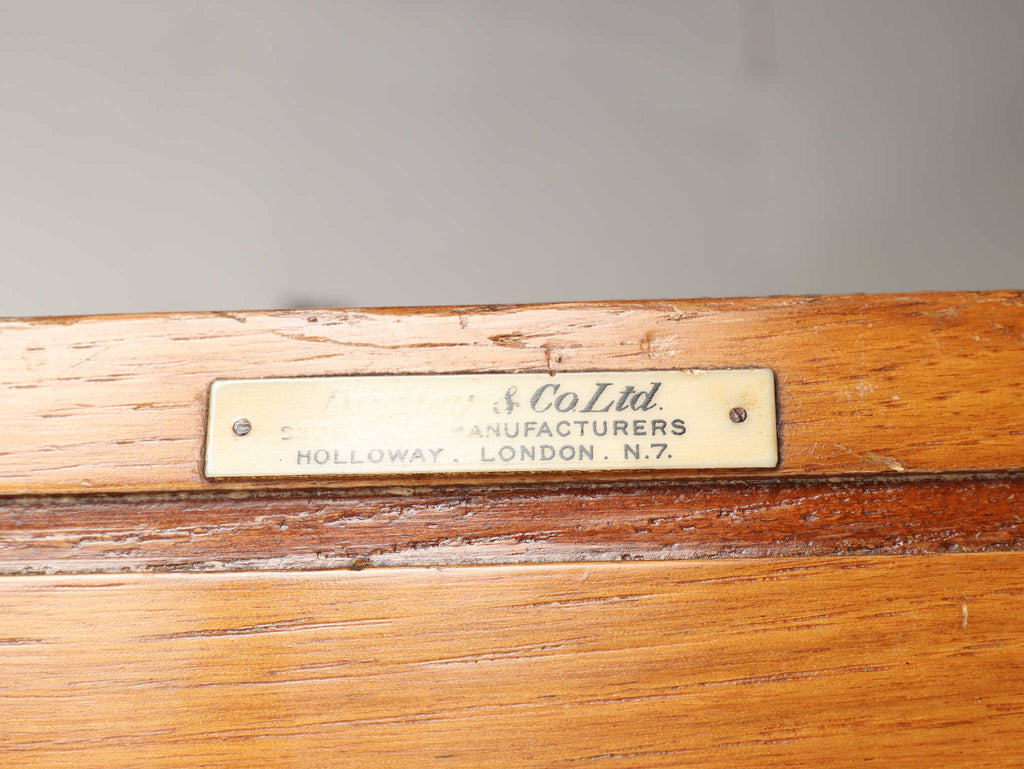 & Co. Ltd.
MANUFACTURERS
HOLLOWAY . LONDON . N.7.